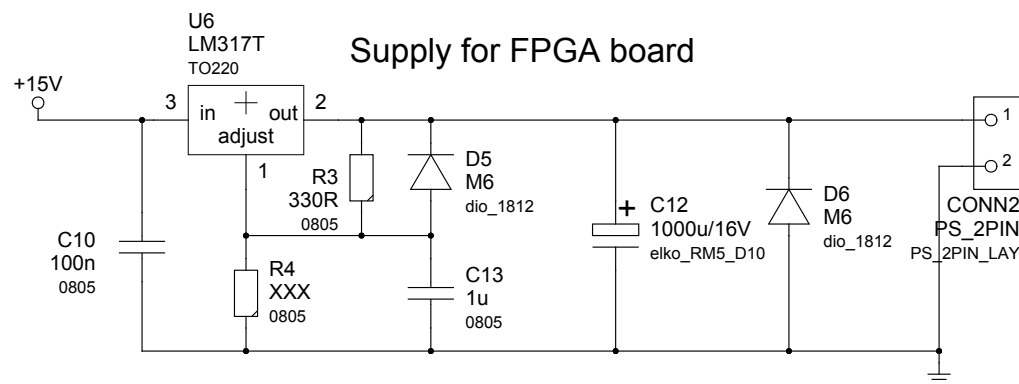 U6
LM317T
TO220
Supply for FPGA board
+15V
3
in
out
2
adjust
1
1
2
R3
330R
0805
D5
M6
dio_1812
C10
100n
0805
R4
XXX
0805
C13
1u
0805
+
C12
1000u/16V
elko_RM5_D10
D6
M6
dio_1812
CONN2
PS_2PIN
PS_2PIN_LAY